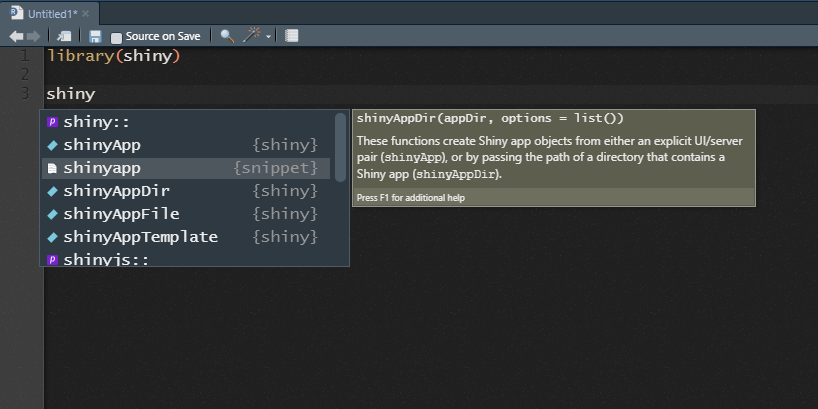 Untitled1*
Source on Save
1 library(shiny)
2
3 shiny
shiny::
shinyApp {shiny}
shinyapp {snippet}
shinyAppDir {shiny}
shinyAppFile {shiny}
shinyAppTemplate {shiny}
shinyjs::
shinyAppDir(appDir, options = list())
These functions create Shiny app objects from either an explicit UI/server
pair (shinyApp), or by passing the path of a directory that contains a
Shiny app (shinyAppDir).
Press F1 for additional help